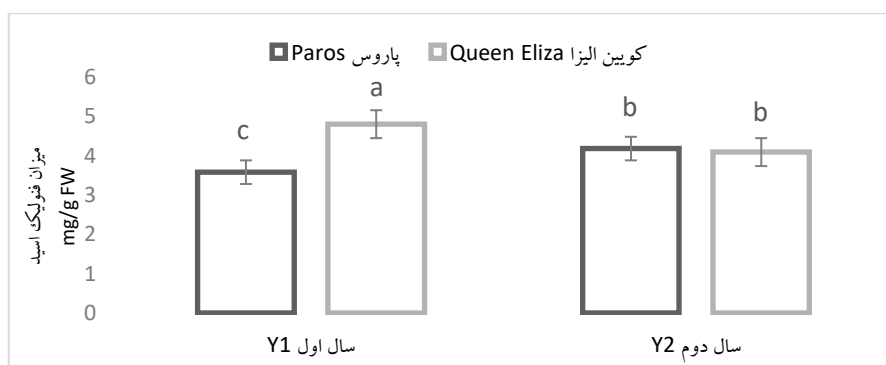 پاروس Paros کویین الیزا Queen Eliza
میزان فنولیک اسید
mg/g FW
6
5
4
3
2
1
0
c
a
b
b
سال اول Y1
سال دوم Y2